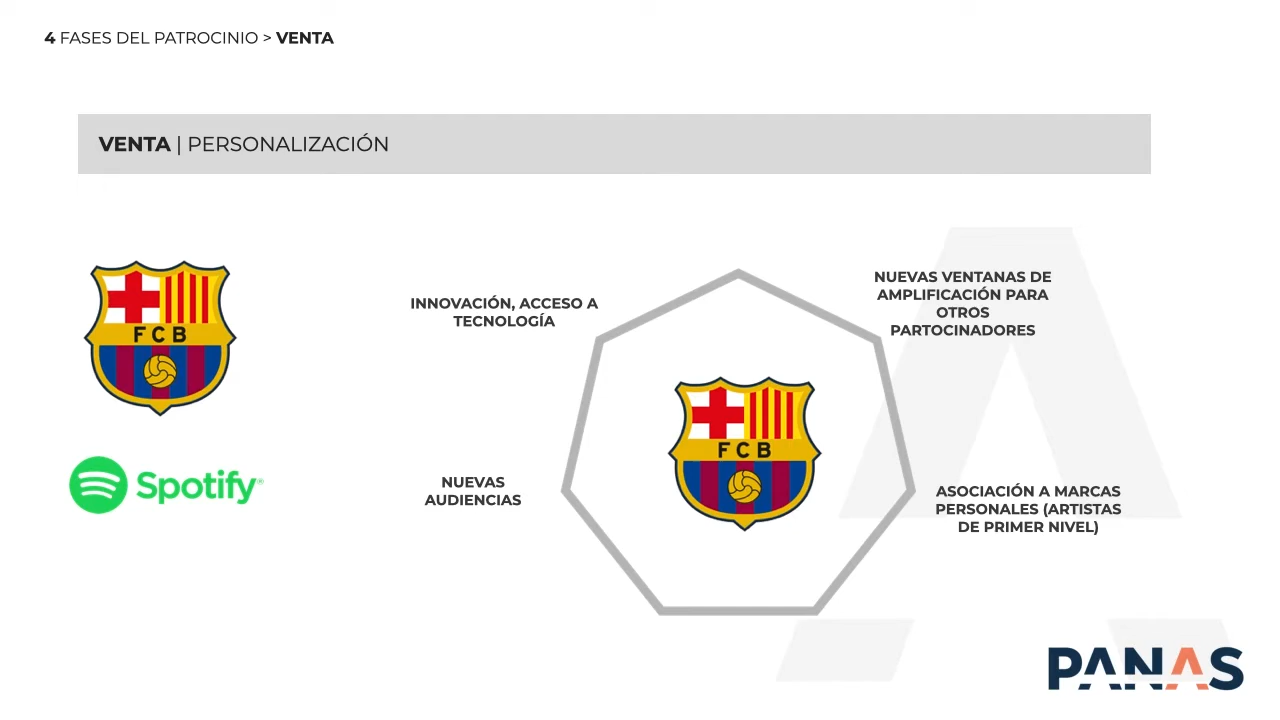 4 FASES DEL PATROCINIO > VENTA
VENTA | PERSONALIZACIÓN
FCB
Spotify®
INNOVACIÓN, ACCESO A
TECNOLOGÍA
NUEVAS
AUDIENCIAS
FCB
NUEVAS VENTANAS DE
AMPLIFICACIÓN PARA
OTROS
PARTOCINADORES
ASOCIACIÓN A MARCAS
PERSONALES (ARTISTAS
DE PRIMER NIVEL)
PANAS